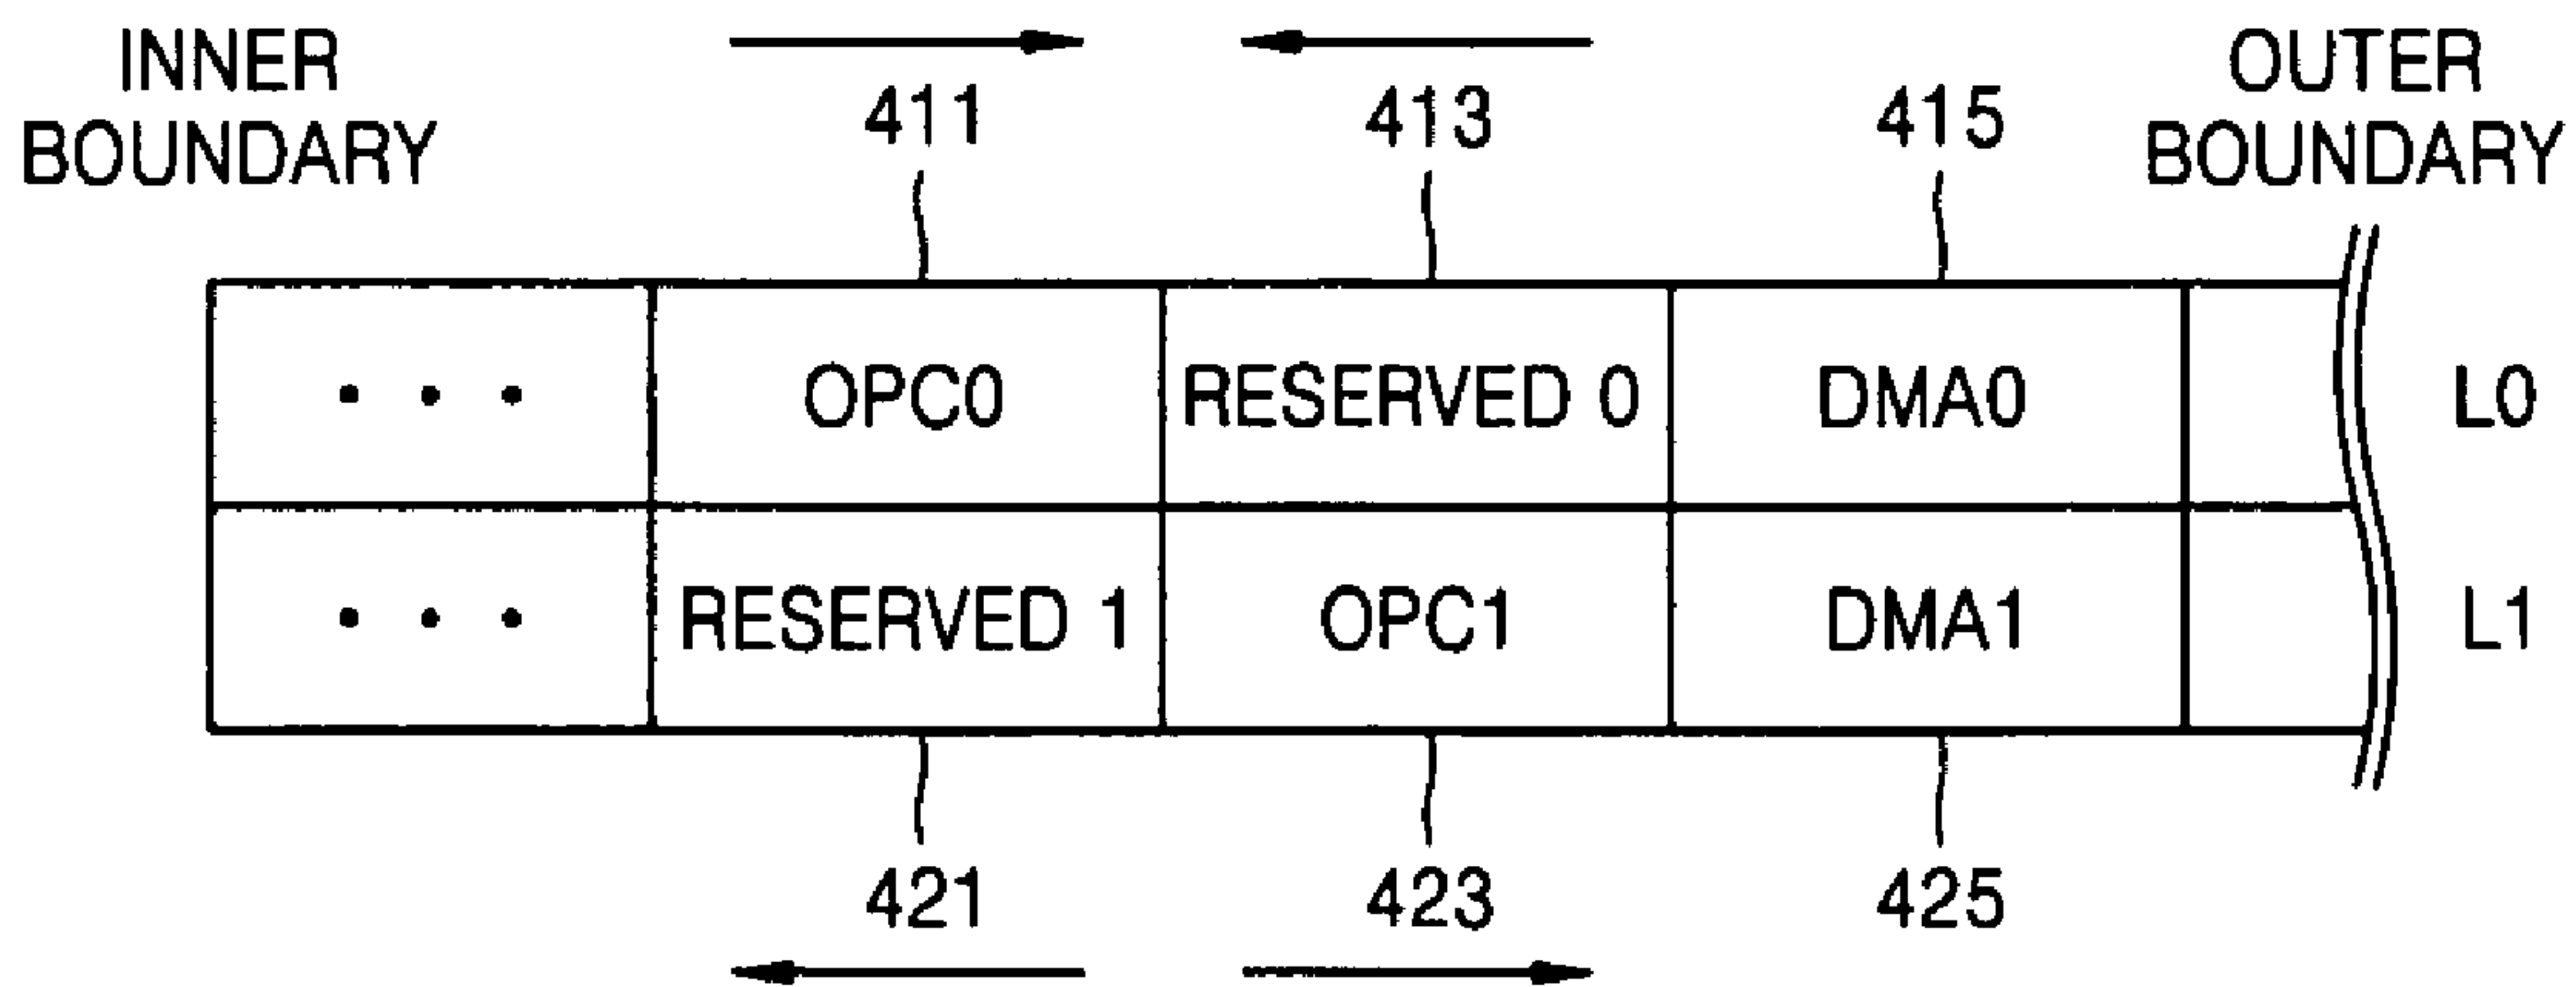 INNER
BOUNDARY
411
413
415
OUTER
BOUNDARY
OPC0
RESERVED 0
DMA0
L0
RESERVED 1
OPC1
DMA1
L1
421
423
425